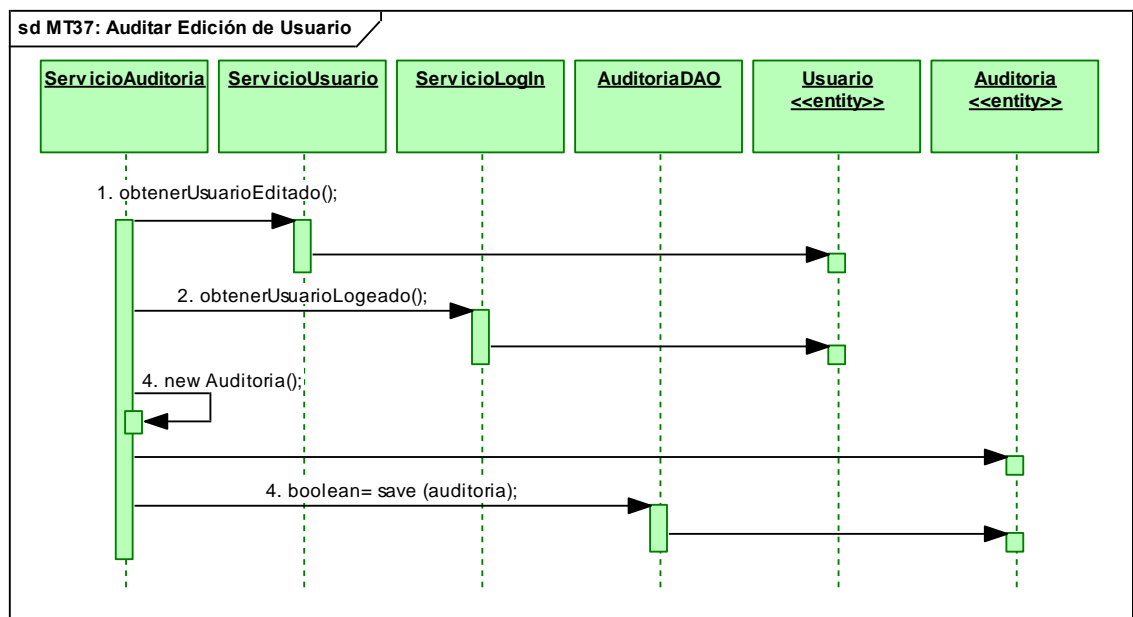 sd MT37: Auditar Edición de Usuario
ServicioAuditoria
ServicioUsuario
ServicioLogIn
AuditoriaDAO
Usuario
<<entity>>
Auditoria
<<entity>>
1. obtenerUsuarioEditado();
2. obtenerUsuarioLogeado();
4. new Auditoria();
4. boolean= save (auditoria);